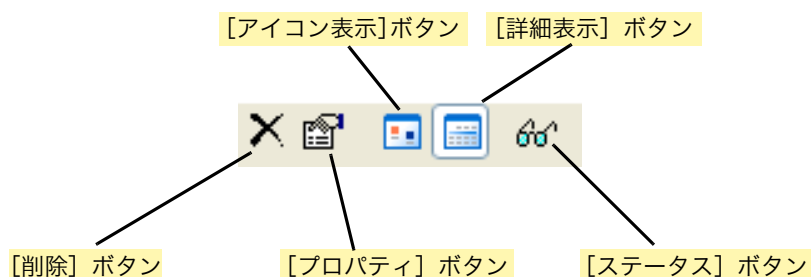 [アイコン表示]ボタン
[詳細表示] ボタン
[削除] ボタン
[プロパティ] ボタン
[ステータス] ボタン